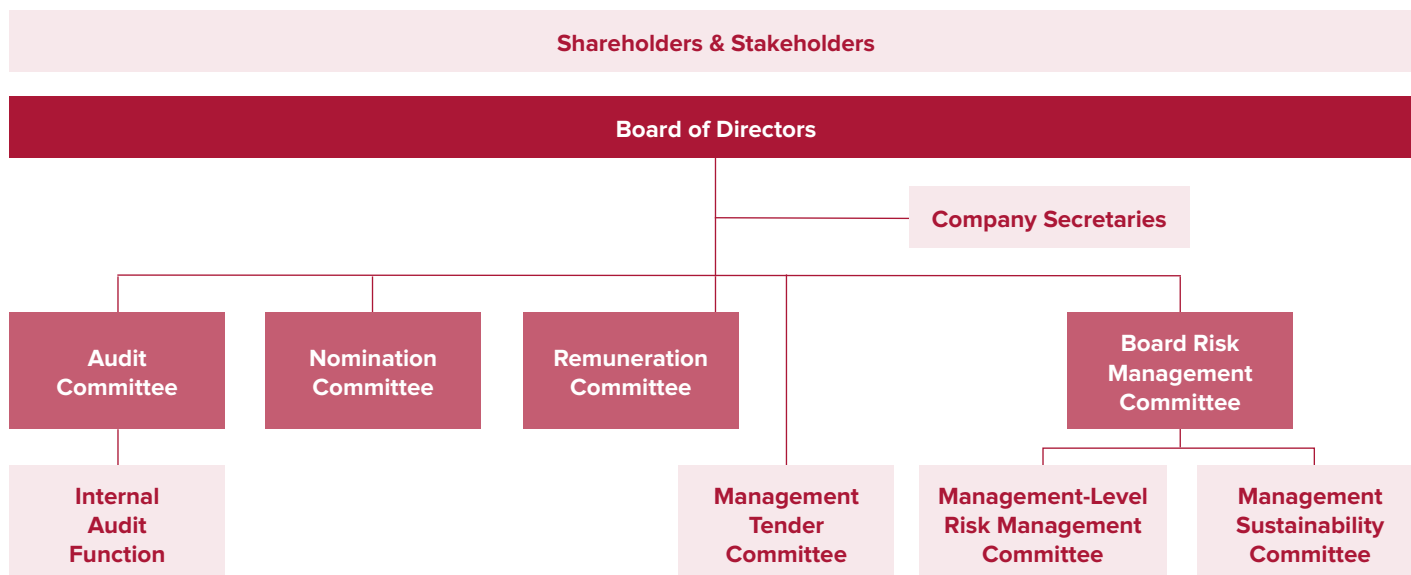 Shareholders & Stakeholders
Board of Directors
Company Secretaries
Audit
Committee
Nomination
Committee
Remuneration
Committee
Board Risk
Management
Committee
Internal
Audit
Function
Management
Tender
Committee
Management-Level
Risk Management
Committee
Management
Sustainability
Committee